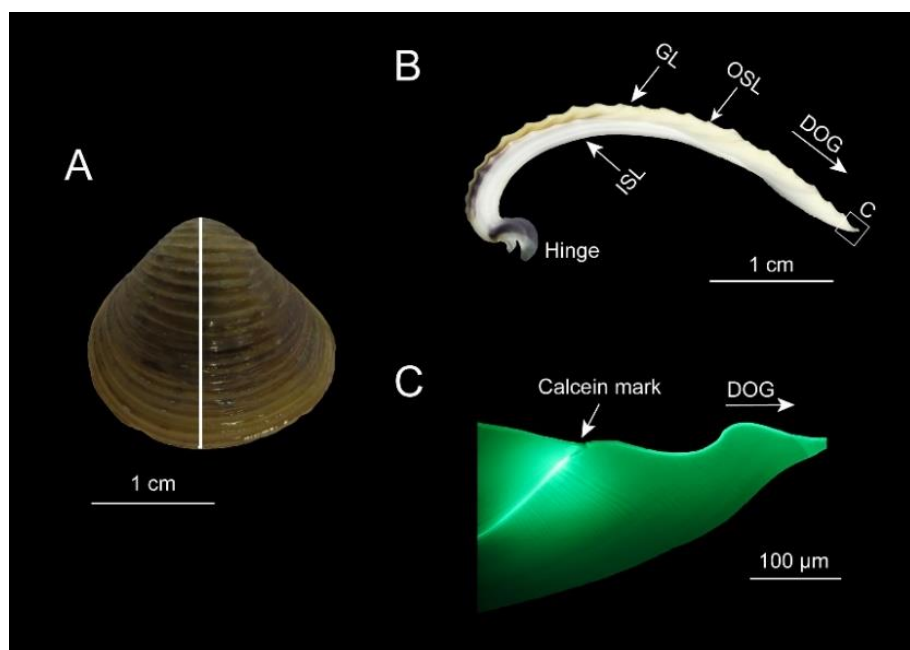 A
1 cm
B
GL
OSL
DOG
ISL
C
Hinge
1 cm
C
Calcein mark
DOG
100 µm